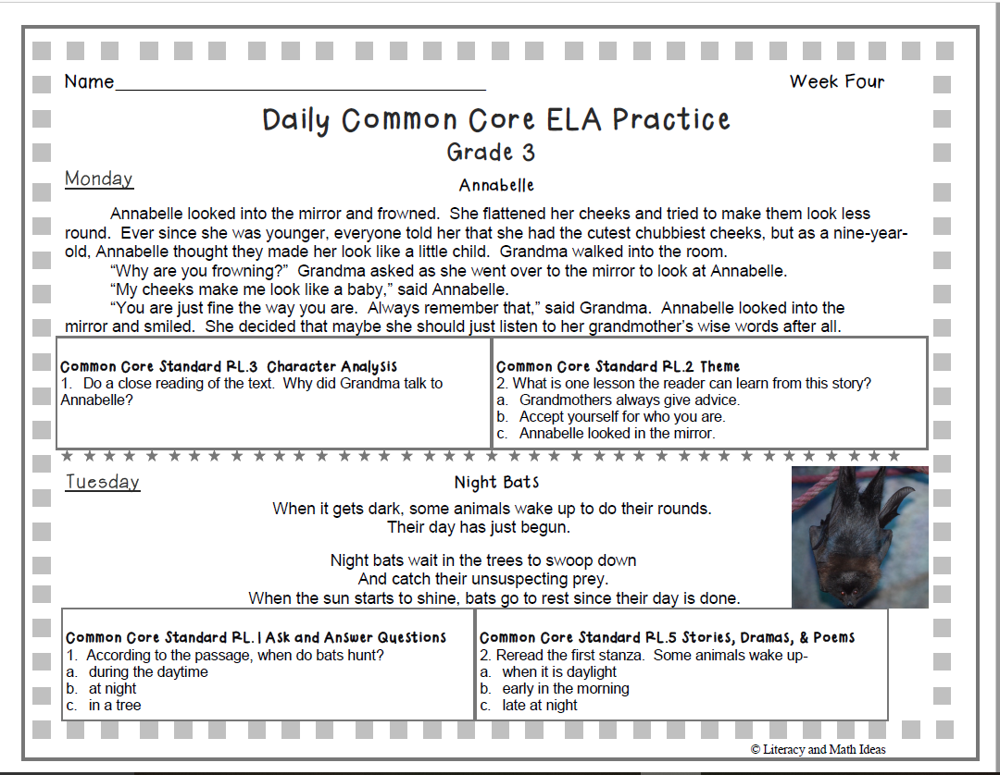 Name
Week Four
Daily Common Core ELA Practice
Grade 3
Monday
Annabelle
Annabelle looked into the mirror and frowned. She flattened her cheeks and tried to make them look less
round. Ever since she was younger, everyone told her that she had the cutest chubbiest cheeks, but as a nine-year-
old, Annabelle thought they made her look like a little child. Grandma walked into the room.
“Why are you frowning?” Grandma asked as she went over to the mirror to look at Annabelle.
“My cheeks make me look like a baby,” said Annabelle.
“You are just fine the way you are. Always remember that,” said Grandma. Annabelle looked into the
mirror and smiled. She decided that maybe she should just listen to her grandmother’s wise words after all.
Common Core Standard RL.3 Character Analysis
1. Do a close reading of the text. Why did Grandma talk to
Annabelle?
Common Core Standard RL.2 Theme
2. What is one lesson the reader can learn from this story?
a. Grandmothers always give advice.
b. Accept yourself for who you are.
c. Annabelle looked in the mirror.
Tuesday
Night Bats
When it gets dark, some animals wake up to do their rounds.
Their day has just begun.
Night bats wait in the trees to swoop down
And catch their unsuspecting prey.
When the sun starts to shine, bats go to rest since their day is done.
Common Core Standard RL.1 Ask and Answer Questions
1. According to the passage, when do bats hunt?
a. during the daytime
b. at night
c. in a tree
Common Core Standard RL.5 Stories, Dramas, & Poems
2. Reread the first stanza. Some animals wake up-
a. when it is daylight
b. early in the morning
c. late at night
© Literacy and Math Ideas